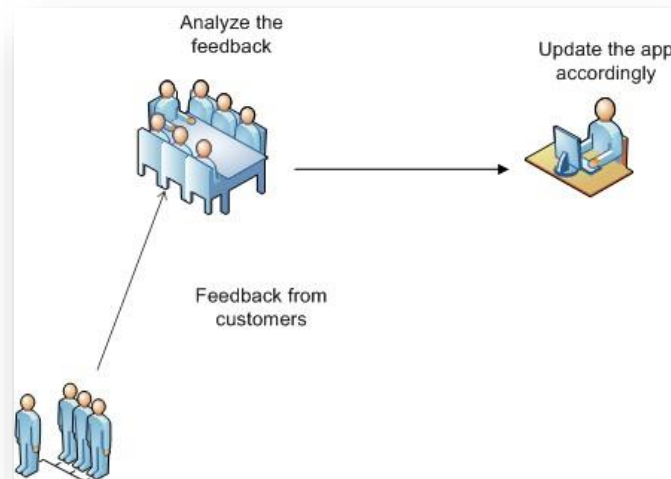 Analyze the
feedback
Update the app
accordingly
Feedback from
customers